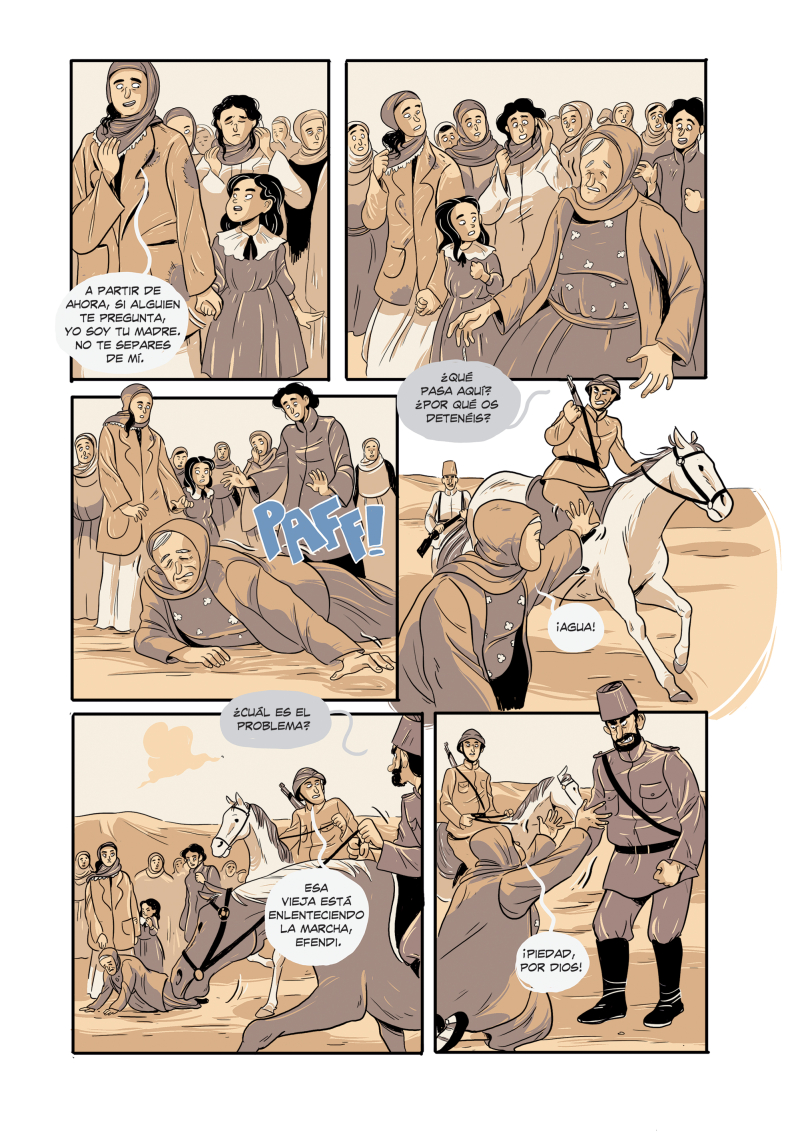 A PARTIR DE
AHORA, SI ALGUIEN
TE PREGUNTA,
YO SOY TU MADRE.
NO TE SEPARES
DE MÍ.
PAFF!
¿QUÉ
PASA AQUÍ?
¿POR QUÉ OS
DETENÉIS?
¡AGUA!
¿CUÁL ES EL
PROBLEMA?
ESA
VIEJA ESTÁ
ENLENTECIENDO
LA MARCHA,
EFENDI.
¡PIEDAD,
POR DIOS!